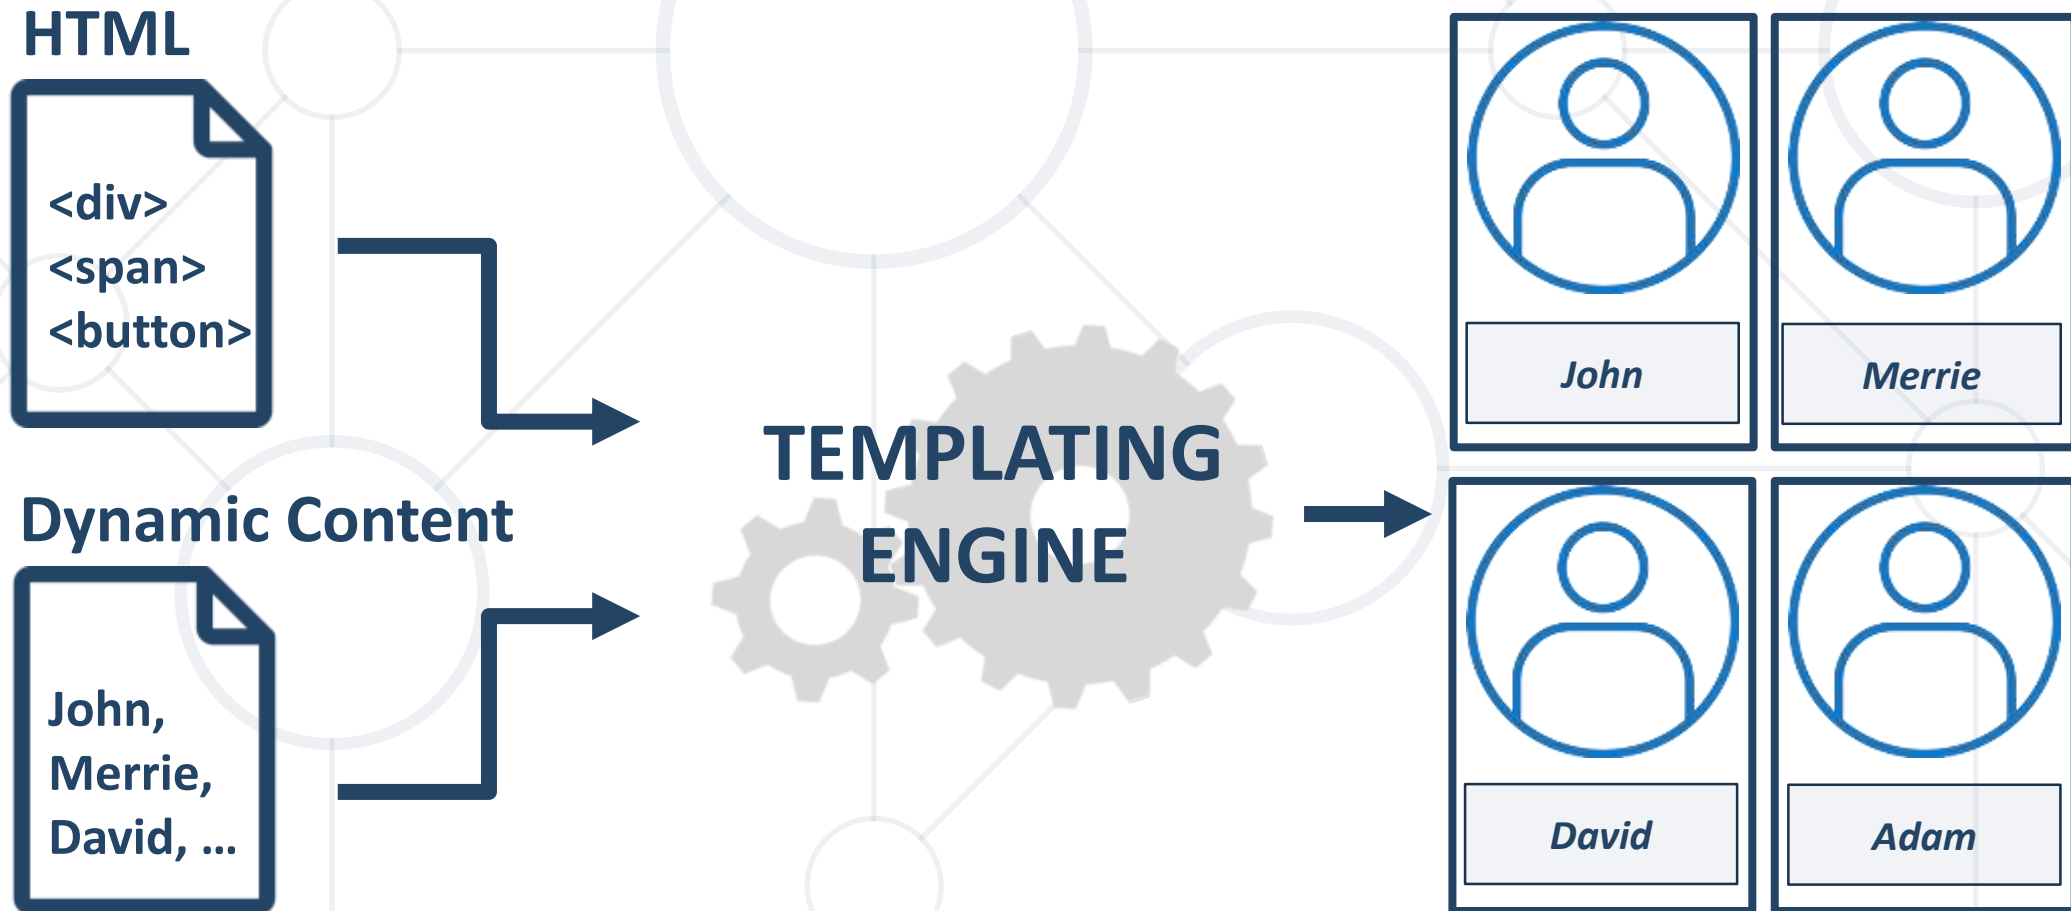 HTML
<div>
<span>
<button>
Dynamic Content
John,
Merrie,
David, ...
TEMPLATING
ENGINE
John
Merrie
David
Adam